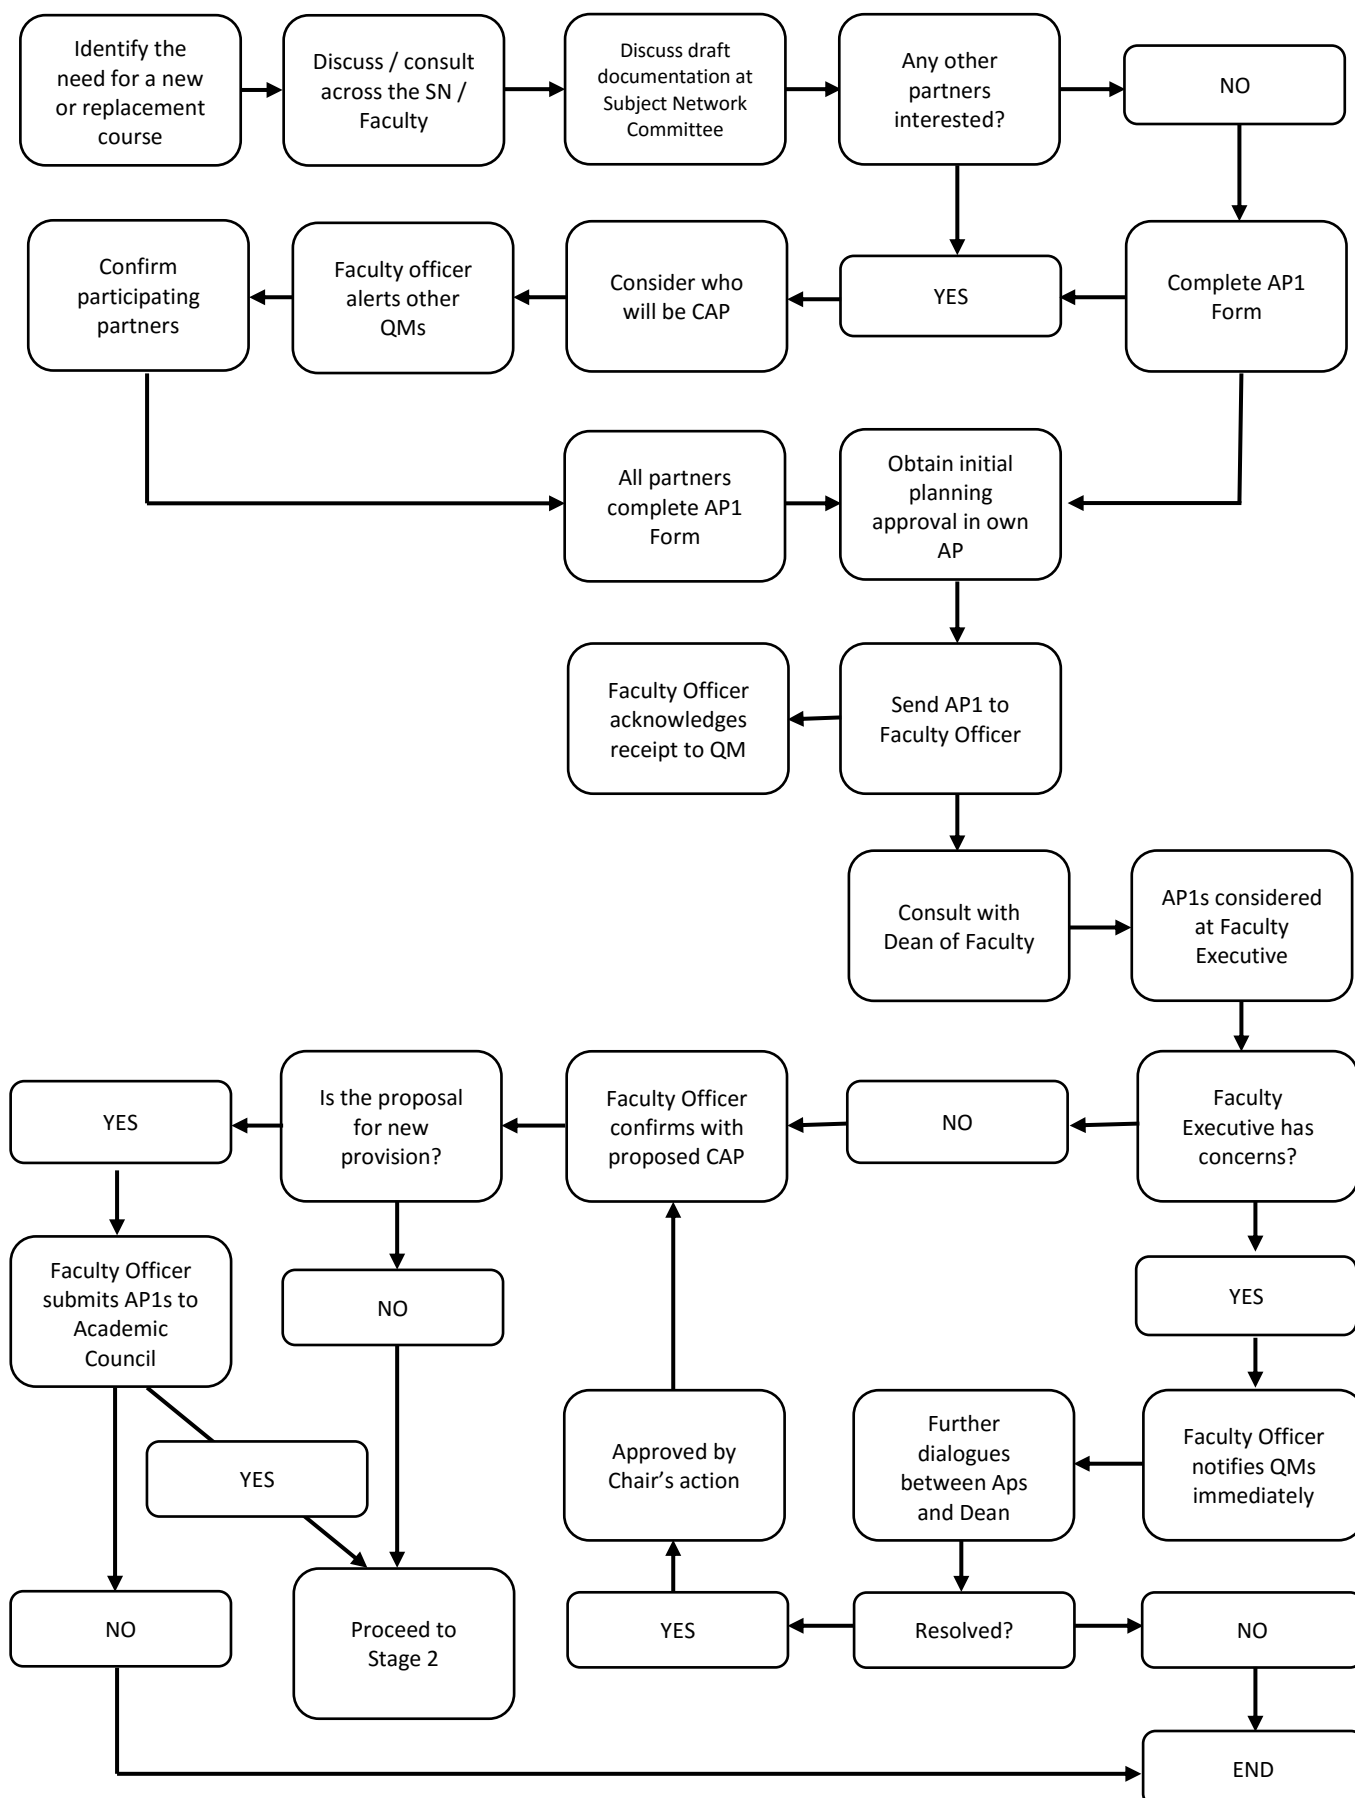 Identify the
need for a new
or replacement
course
Discuss / consult
across the SN /
Faculty
Discuss draft
documentation at
Subject Network
Committee
Any other
partners
interested?
NO
Confirm
participating
partners
Faculty officer
alerts other
QMs
Consider who
will be CAP
YES
Complete AP1
Form
All partners
complete AP1
Form
Obtain initial
planning
approval in own
AP
Faculty Officer
acknowledges
receipt to QM
Send AP1 to
Faculty Officer
Consult with
Dean of Faculty
AP1s considered
at Faculty
Executive
YES
Is the proposal
for new
provision?
Faculty Officer
confirms with
proposed CAP
NO
Faculty
Executive has
concerns?
Faculty Officer
submits AP1s to
Academic
Council
NO
YES
YES
Approved by
Chair’s action
Further
dialogues
between Aps
and Dean
Faculty Officer
notifies QMs
immediately
NO
Proceed to
Stage 2
YES
Resolved?
NO
END